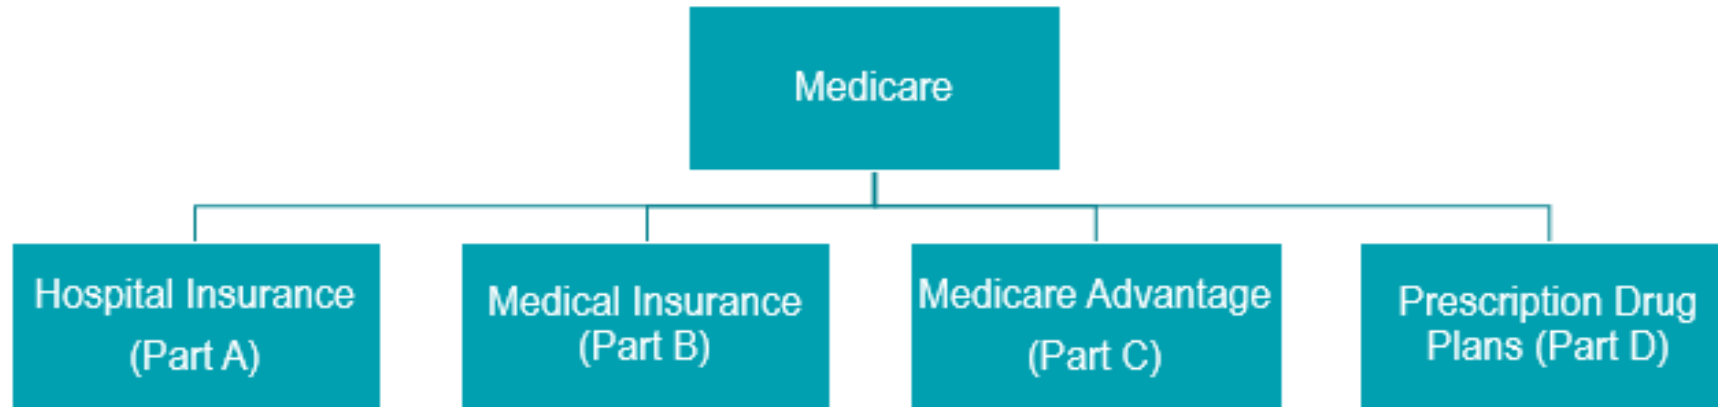 Medicare
Hospital Insurance
(Part A)
Medical Insurance
(Part B)
Medicare Advantage
(Part C)
Prescription Drug
Plans (Part D)